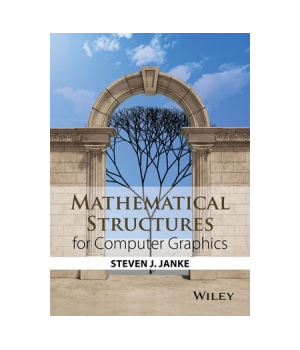 MATHEMATICAL
STRUCTURES
for Computer Graphics
STEVEN J. JANKE
WILEY